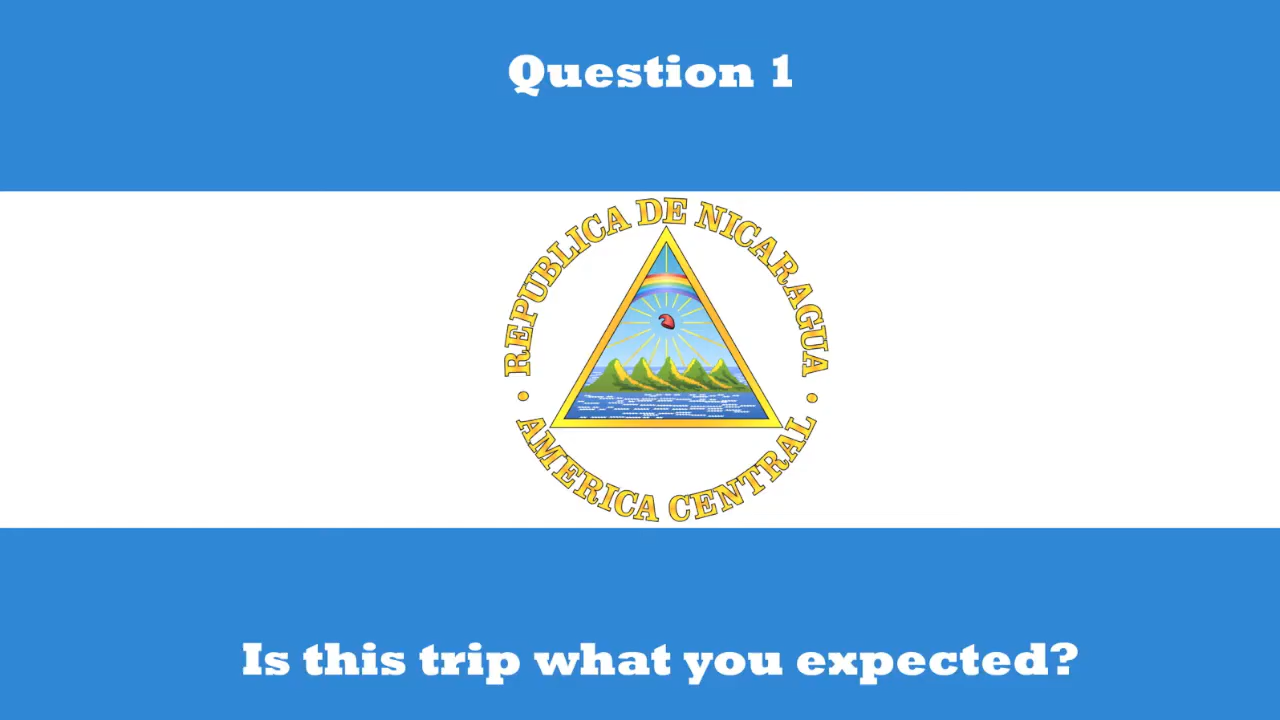 Question 1
REPUBLICA DE NICARAGUA
AMERICA CENTRAL
Is this trip what you expected?